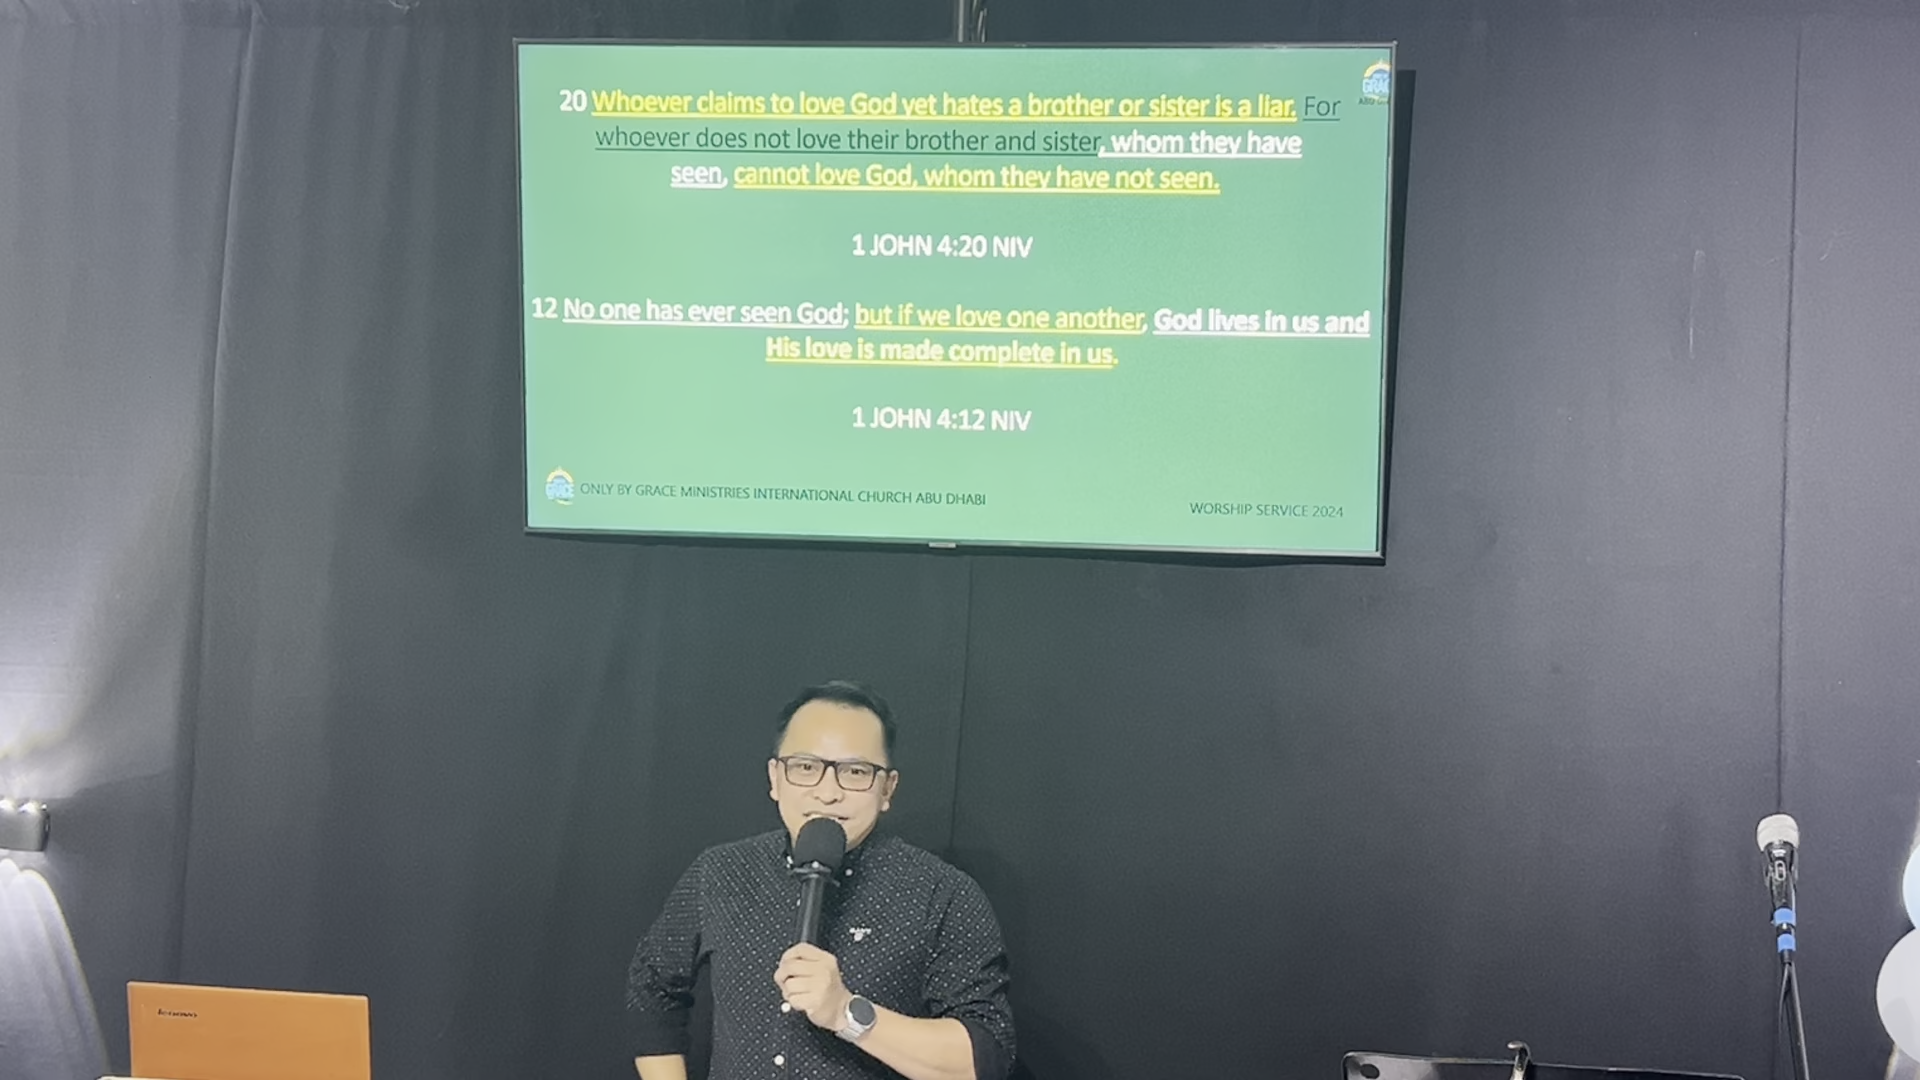 20 Whoever claims to love God yet hates a brother or sister is a liar. For
whoever does not love their brother and sister, whom they have
seen, cannot love God, whom they have not seen.
1 JOHN 4:20 NIV
12 No one has ever seen God; but if we love one another, God lives in us and
His love is made complete in us.
1 JOHN 4:12 NIV
GRACE ONLY BY GRACE MINISTRIES INTERNATIONAL CHURCH ABU DHABI
WORSHIP SERVICE 2024
lenovo